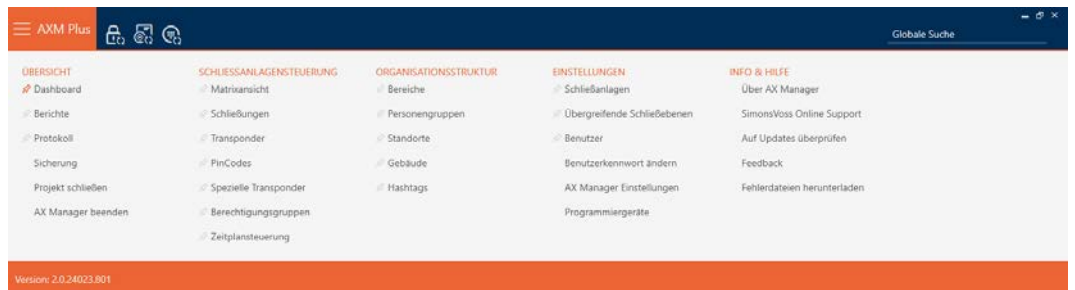 AXM Plus
Globale Suche
ÜBERSICHT
Dashboard
Berichte
Protokoll
Sicherung
Projekt schließen
AX Manager beenden
SCHLIESSANLAGENSTEUERUNG
Matrixansicht
Schließungen
Transponder
PinCodes
Spezielle Transponder
Berechtigungsgruppen
Zeitplansteuerung
ORGANISATIONSSTRUKTUR
Bereiche
Personengruppen
Standorte
Gebäude
Hashtags
EINSTELLUNGEN
Schließanlagen
Übergreifende Schließebenen
Benutzer
Benutzerkennwort ändern
AX Manager Einstellungen
Programmiergeräte
INFO & HILFE
Über AX Manager
SimonsVoss Online Support
Auf Updates überprüfen
Feedback
Fehlerdateien herunterladen
Version: 2.0.24023.801